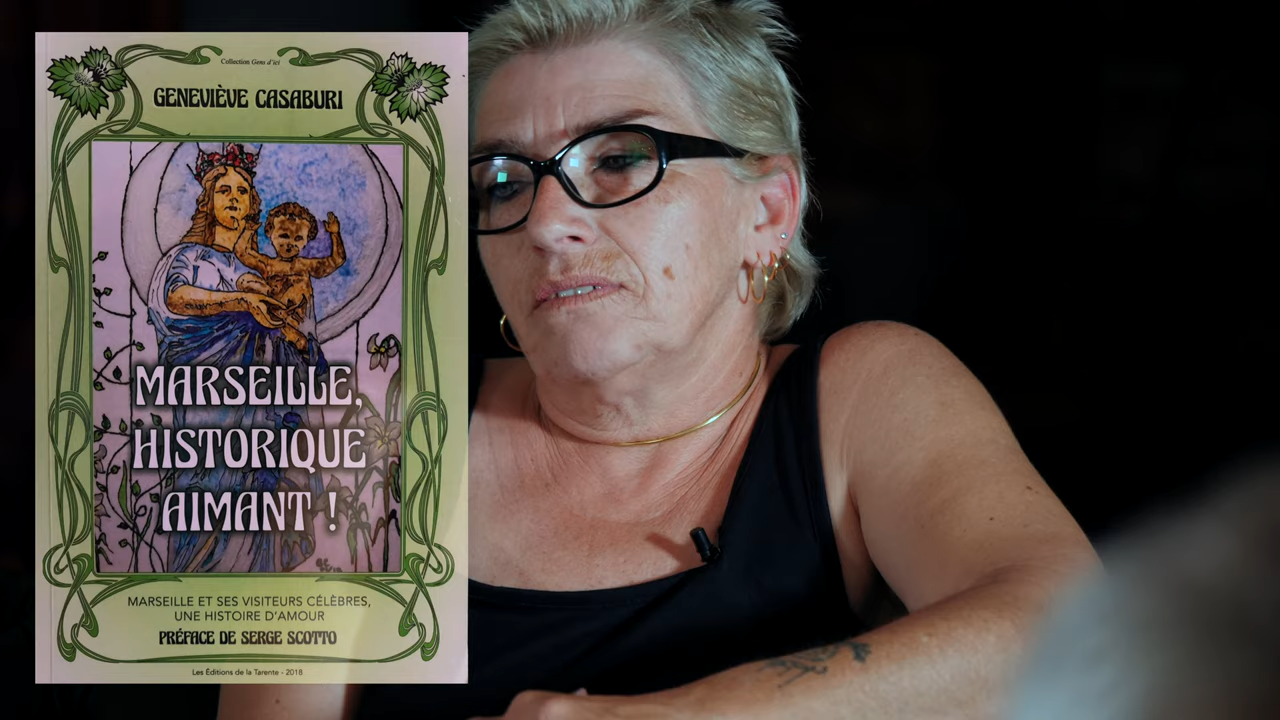 Collection Gens d'ici
GENEVIÈVE CASABURI
MARSEILLE,
HISTORIQUE
AIMANT !
MARSEILLE ET SES VISITEURS CÉLÈBRES,
UNE HISTOIRE D'AMOUR
PRÉFACE DE SERGE SCOTTO
Les Éditions de la Tarente - 2018